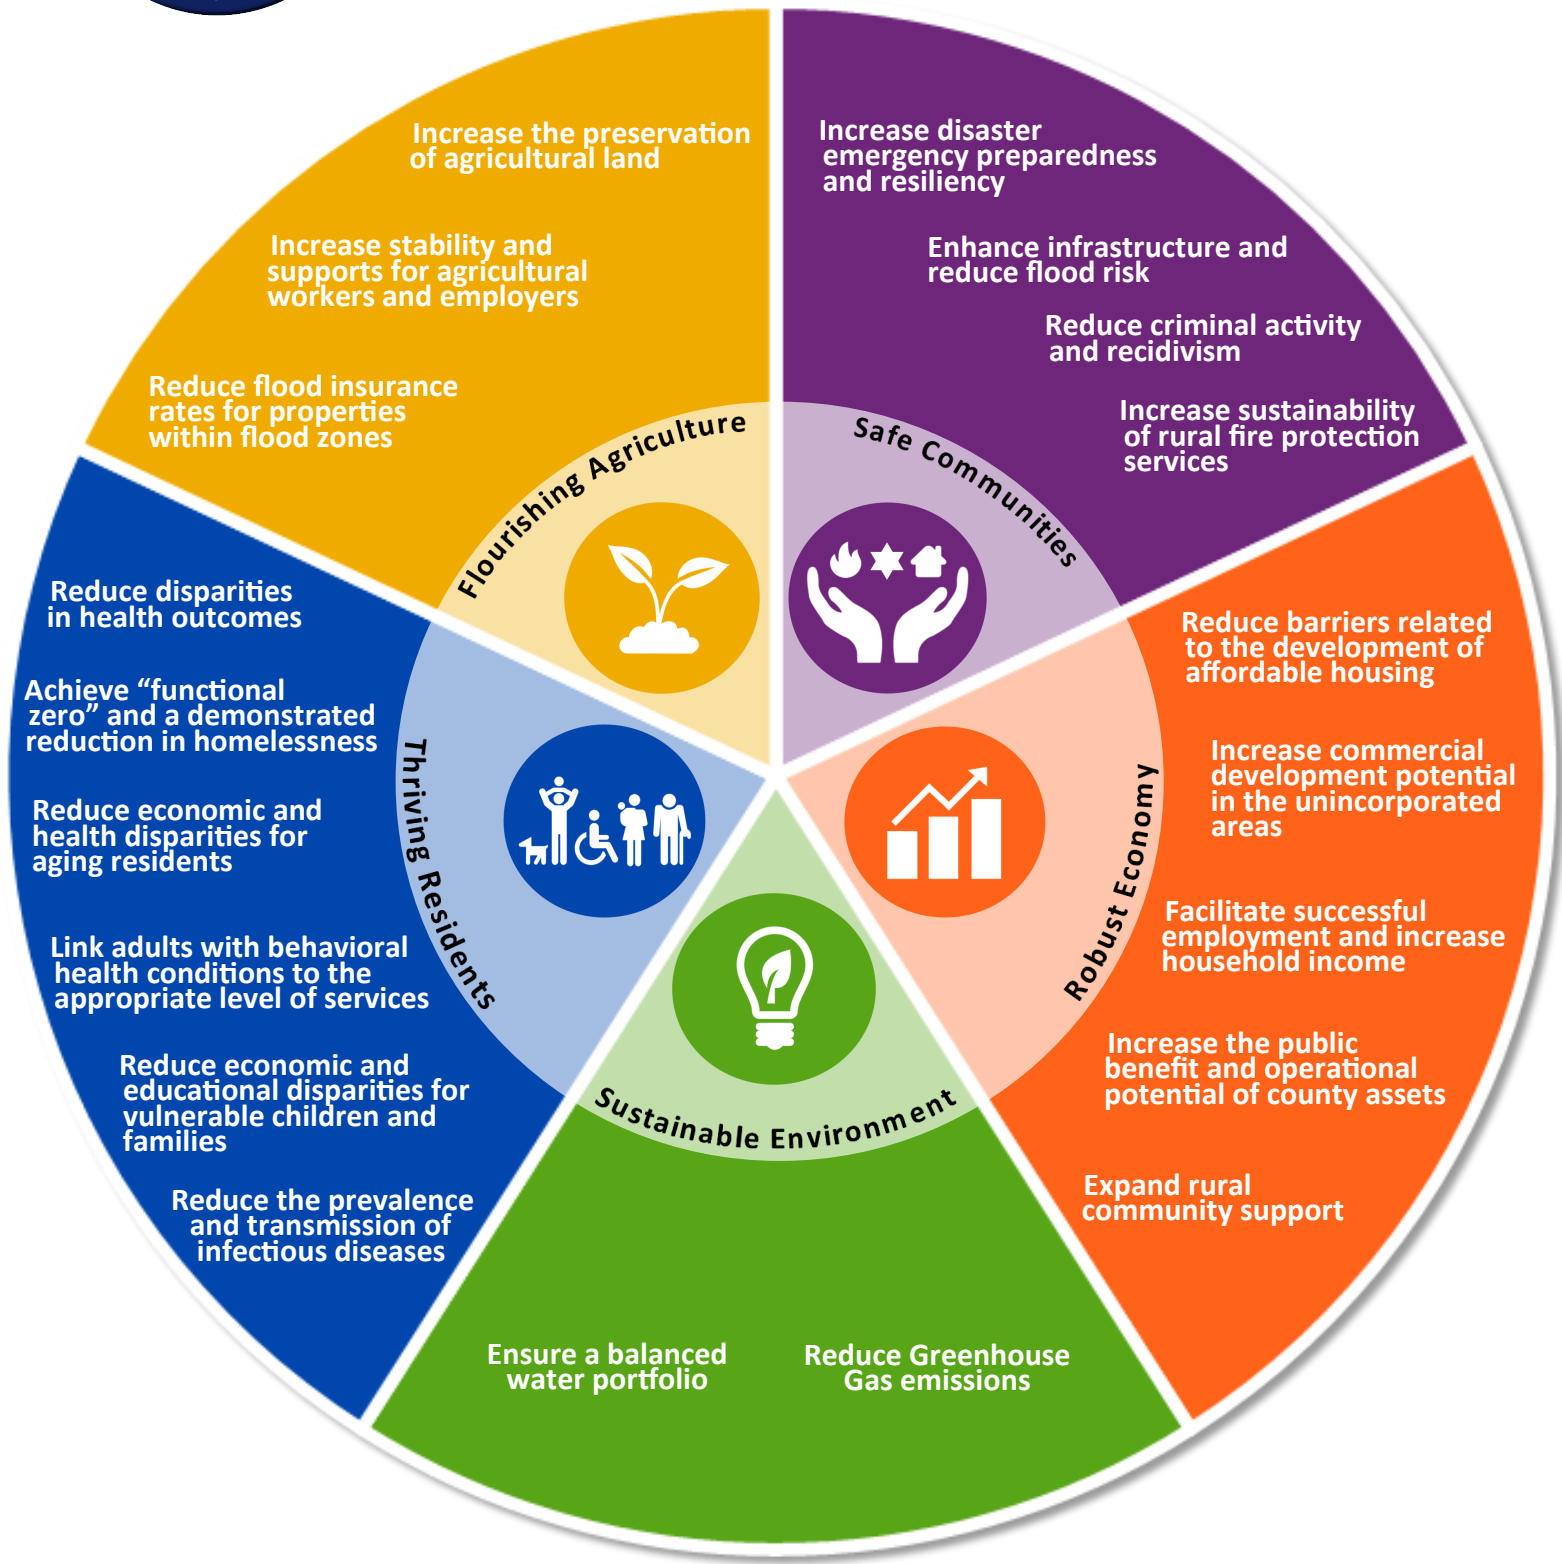 Increase the preservation
of agricultural land
Increase stability and
supports for agricultural
workers and employers
Reduce flood insurance
rates for properties
within flood zones
Flourishing Agriculture
Increase disaster
emergency preparedness
and resiliency
Enhance infrastructure and
reduce flood risk
Reduce criminal activity
and recidivism
Increase sustainability
of rural fire protection
services
Safe Communities
Reduce barriers related
to the development of
affordable housing
Increase commercial
development potential
in the unincorporated
areas
Facilitate successful
employment and increase
household income
Increase the public
benefit and operational
potential of county assets
Expand rural
community support
Robust Economy
Sustainable Environment
Ensure a balanced
water portfolio
Reduce Greenhouse
Gas emissions
Reduce disparities
in health outcomes
Achieve “functional
zero” and a demonstrated
reduction in homelessness
Reduce economic and
health disparities for
aging residents
Link adults with behavioral
health conditions to the
appropriate level of services
Reduce economic and
educational disparities for
vulnerable children and
families
Reduce the prevalence
and transmission of
infectious diseases
Thriving Residents